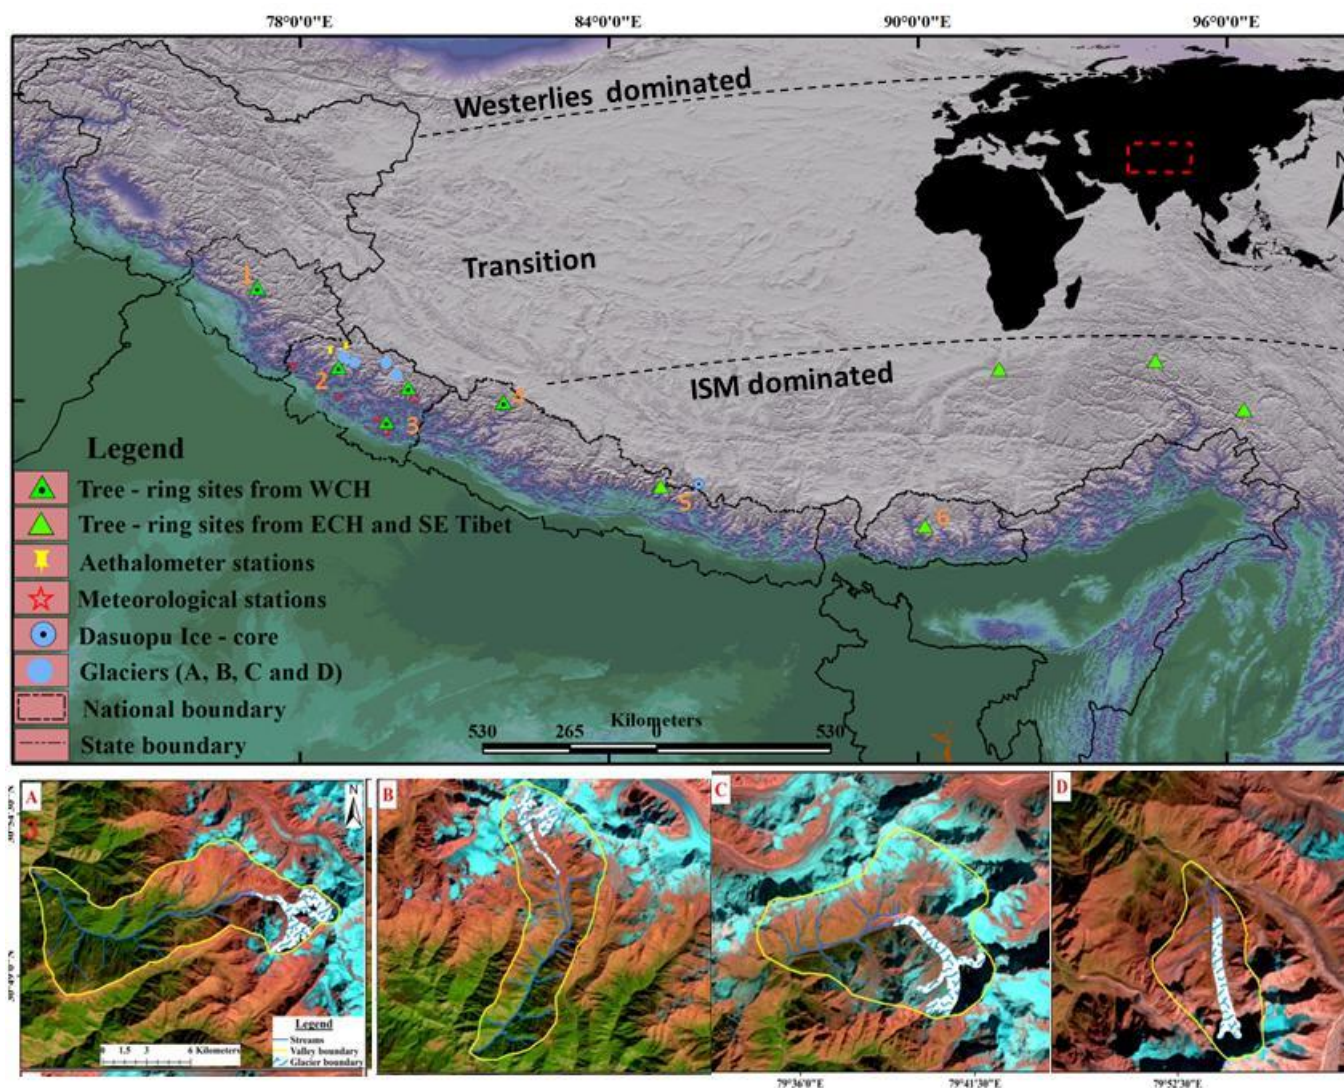 78°0'0"E 84°0'0"E 90°0'0"E 96°0'0"E
Westerlies dominated
N
Transition
1
ISM dominated
2
3
5
6
Legend
Tree - ring sites from WCH
Tree - ring sites from ECH and SE Tibet
Aethalometer stations
Meteorological stations
Dasuopu Ice - core
Glaciers (A, B, C and D)
National boundary
State boundary
Kilometers
530 265 0 530
A
N
B
C
D
Legend
Streams
Valley boundary
Glacier boundary
0 1.5 3 6 Kilometers
79°36'0"E 79°41'30"E 79°52'30"E